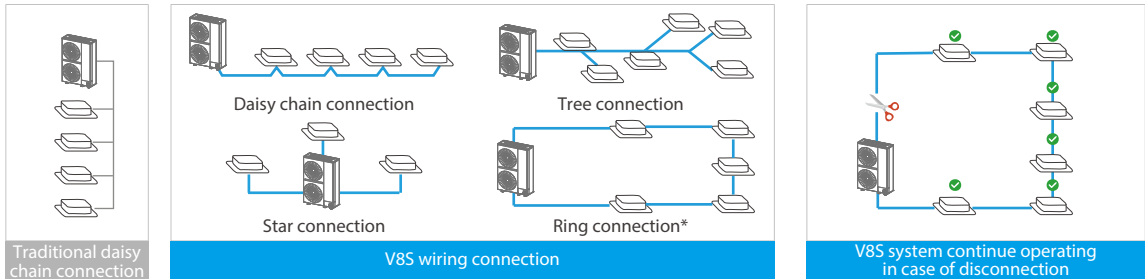 Daisy chain connection
Tree connection
Star connection
Ring connection*
Traditional daisy
chain connection
V8S wiring connection
V8S system continue operating
in case of disconnection